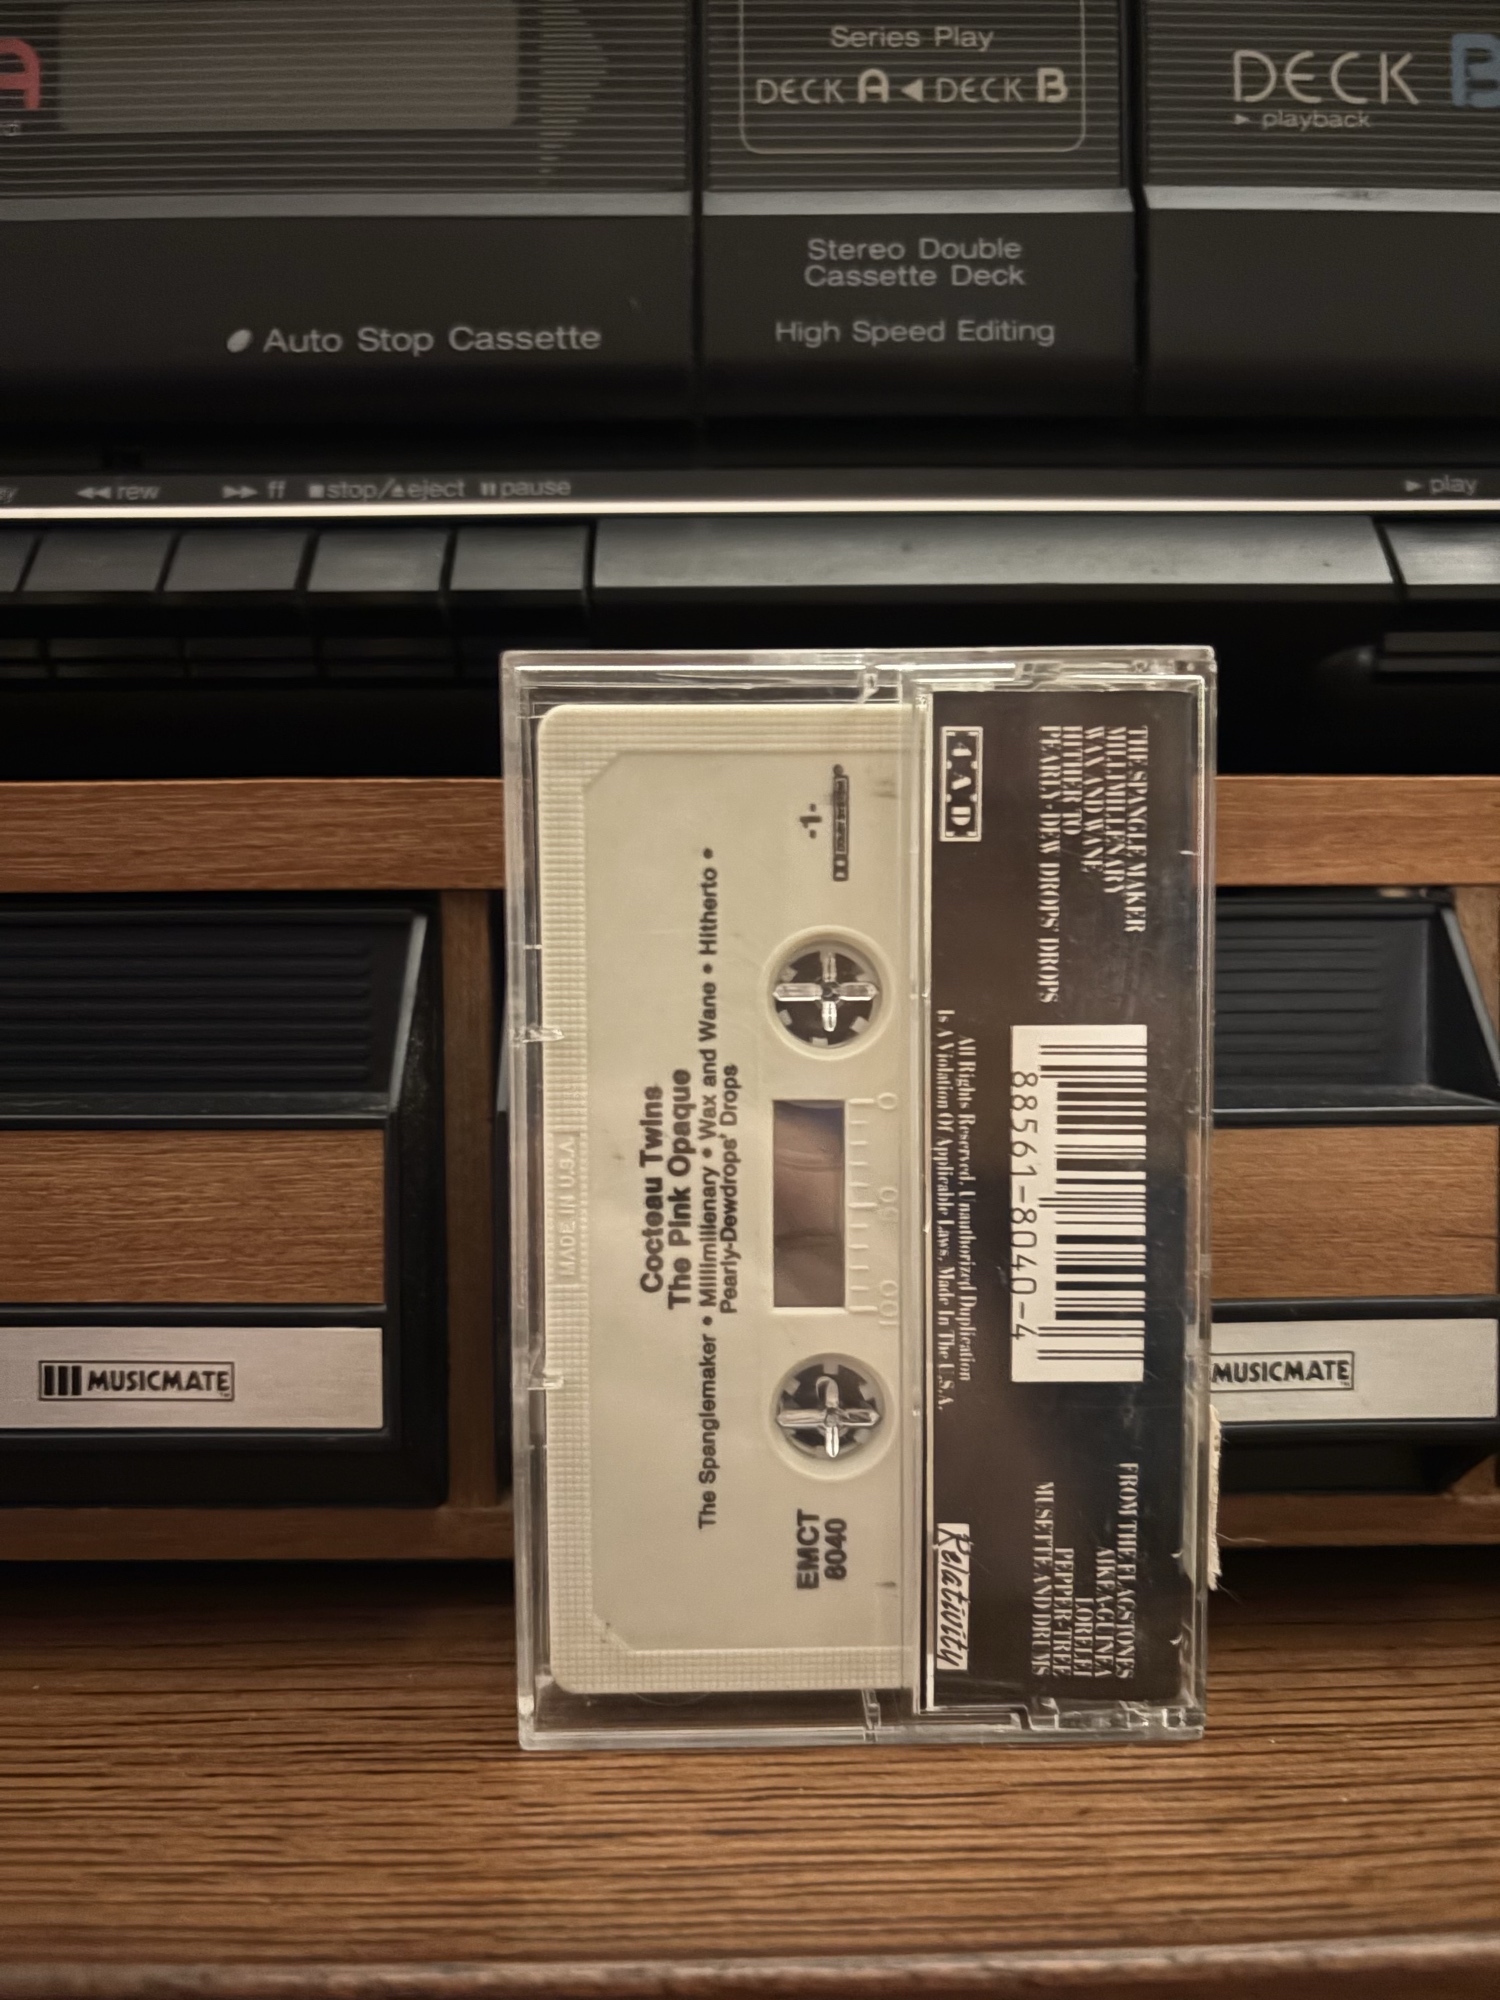 A
Series Play
DECK A ◄ DECK B
DECK B
► playback
Stereo Double
Cassette Deck
High Speed Editing
Auto Stop Cassette
◄◄ rew
►► ff
■ stop/▲eject
▮▮ pause
► play
MUSICMATE
MUSICMATE
MADE IN U.S.A.
Cocteau Twins
The Pink Opaque
The Spanglemaker • Millimillenary • Wax and Wane • Hitherto •
Pearly-Dewdrops' Drops
-1-
0 50 100
EMCT
8040
THE SPANGLE MAKER
MILLIMILLENARY
WAX AND WANE
HITHER TO
PEARLY-DEW DROPS' DROPS
4.A.D
88561-8040-4
All Rights Reserved, Unauthorized Duplication
Is A Violation Of Applicable Laws, Made In The U.S.A.
FROM THE FLAGSTONES
AIKEA-GUINEA
LORELEI
PEPPER-TREE
MUSETTE AND DRUMS
Relativity